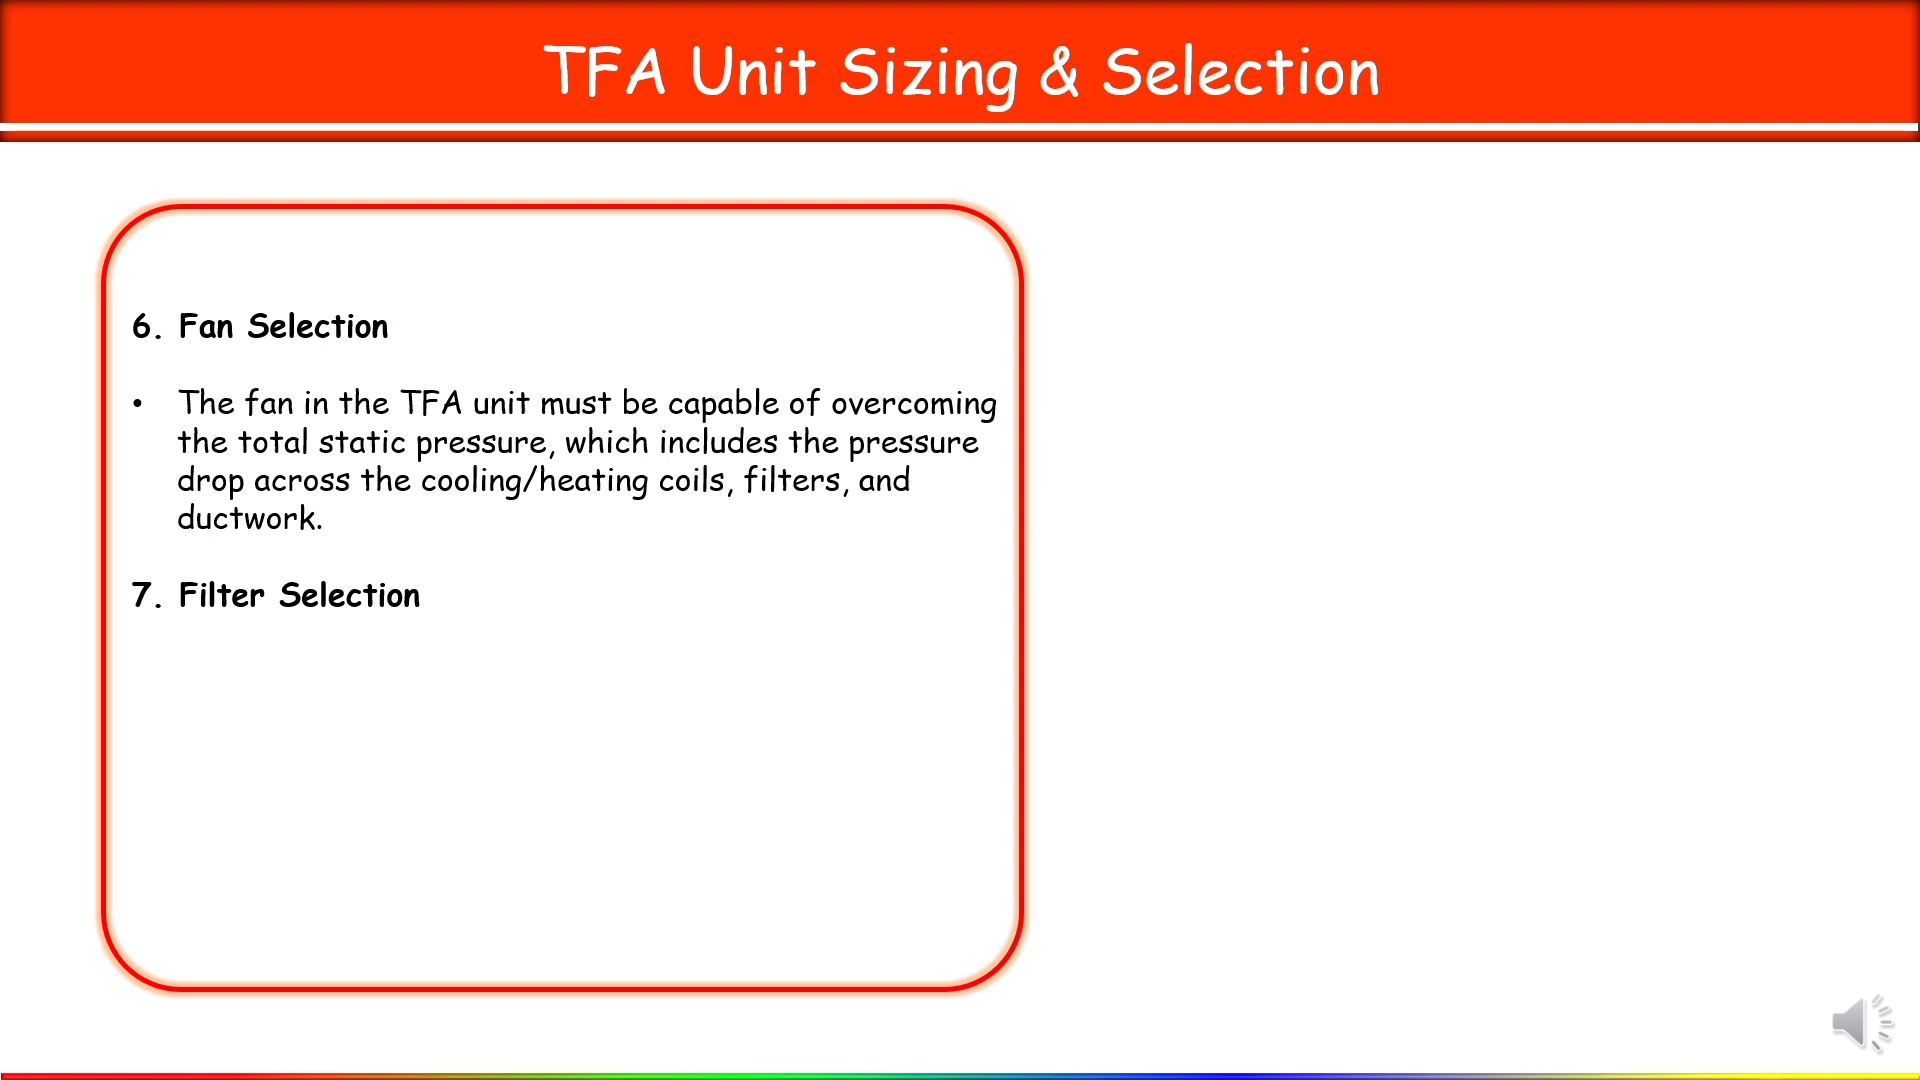 TFA Unit Sizing & Selection
6. Fan Selection
• The fan in the TFA unit must be capable of overcoming
the total static pressure, which includes the pressure
drop across the cooling/heating coils, filters, and
ductwork.
7. Filter Selection